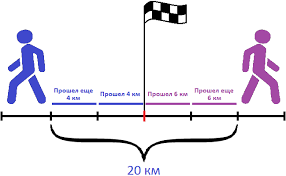 Прошел еще
4 км
Прошел 4 км
Прошел 6 км
Прошел еще
6 км
20 км